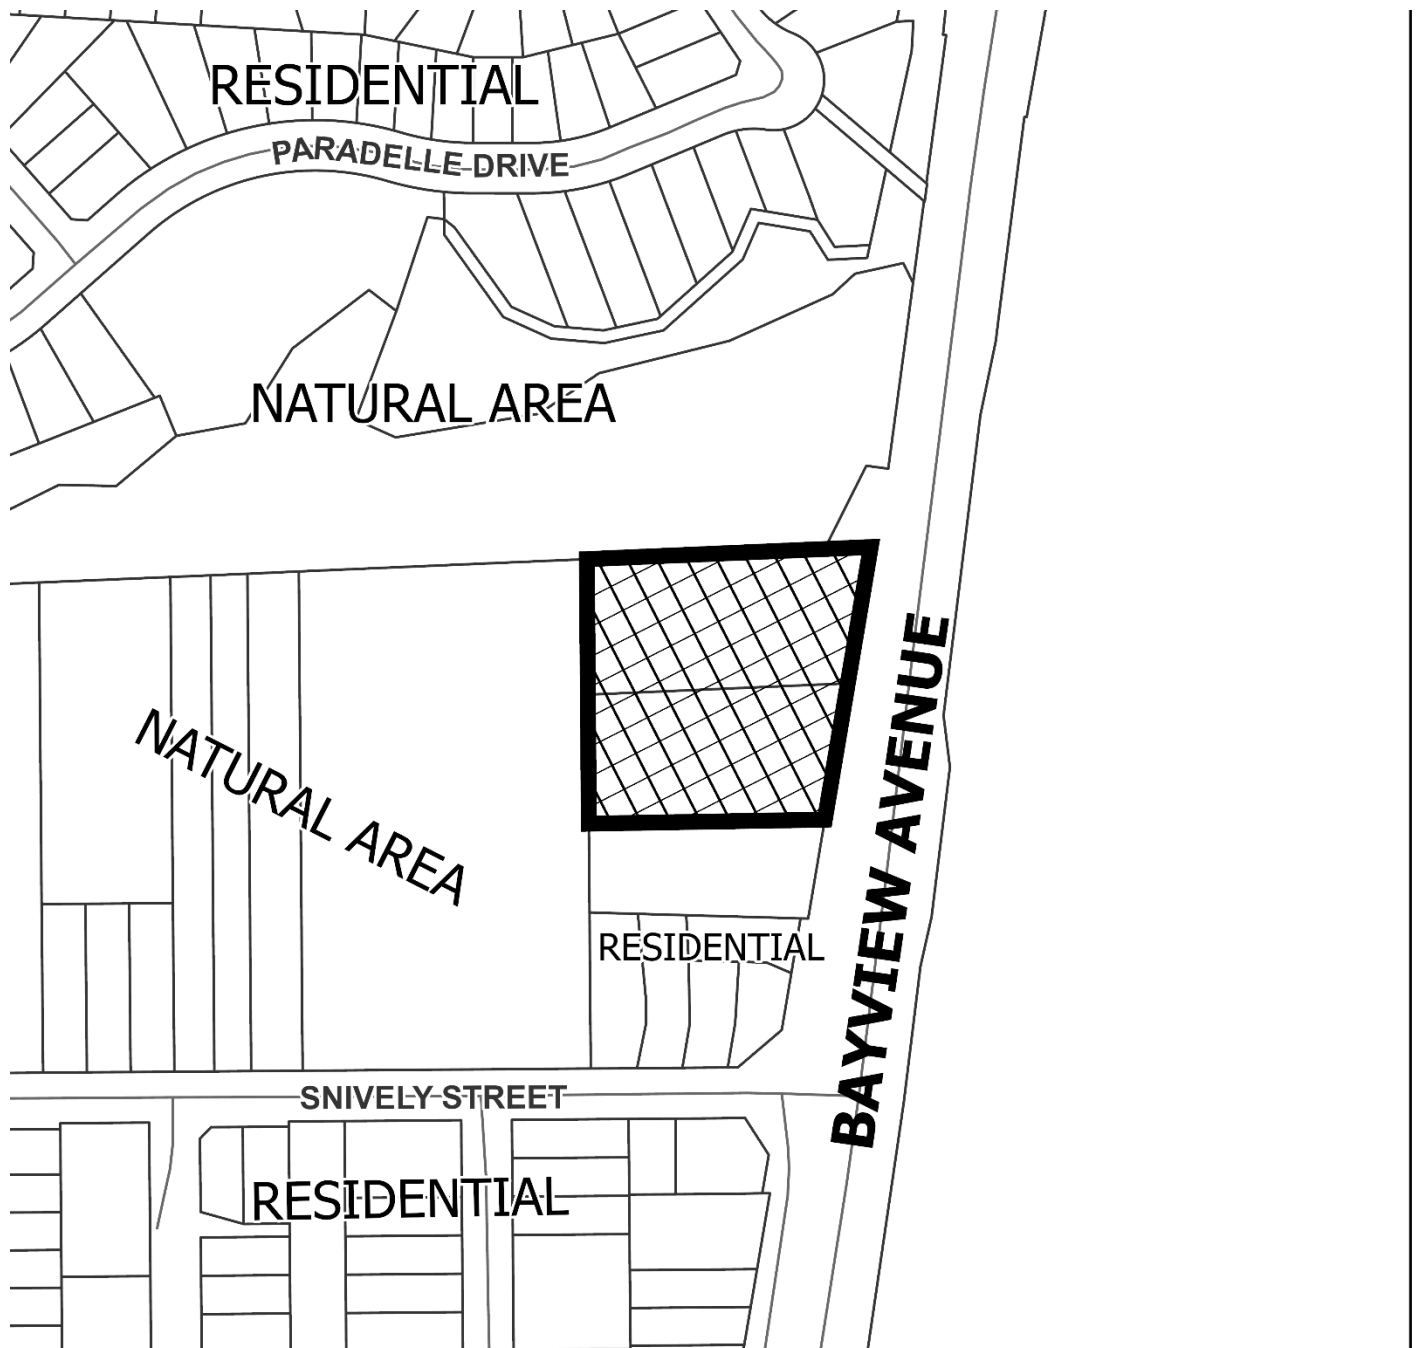 RESIDENTIAL
PARADELLE DRIVE
NATURAL AREA
NATURAL AREA
BAYVIEW AVENUE
RESIDENTIAL
SNIVELY STREET
RESIDENTIAL